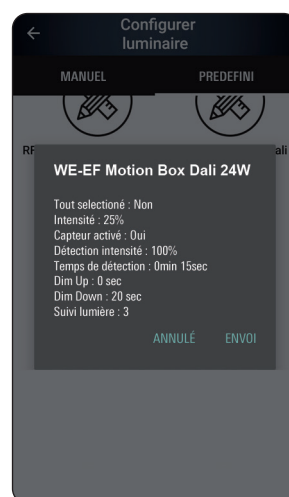 Configurer
luminaire
MANUEL PREDEFINI
WE-EF Motion Box Dali 24W
Tout selectioné : Non
Intensité : 25%
Capteur activé : Oui
Détection intensité : 100%
Temps de détection : 0min 15sec
Dim Up : 0 sec
Dim Down : 20 sec
Suivi lumière : 3
ANNULÉ ENVOI